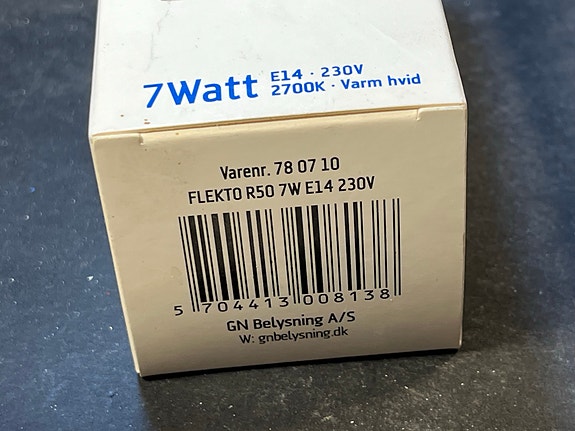 7Watt E14 · 230V
2700K · Varm hvid
Varenr. 78 07 10
FLEKTO R50 7W E14 230V
5 704413 008138
GN Belysning A/S
W: gnbelysning.dk